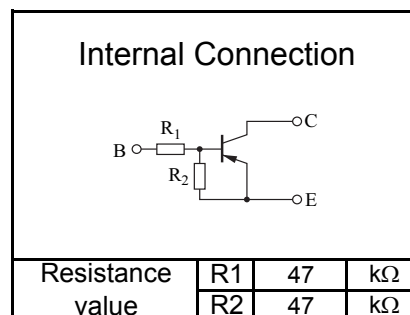 Internal Connection
C
R1
B
R2
E
Resistance value R1 47 kΩ
R2 47 kΩ